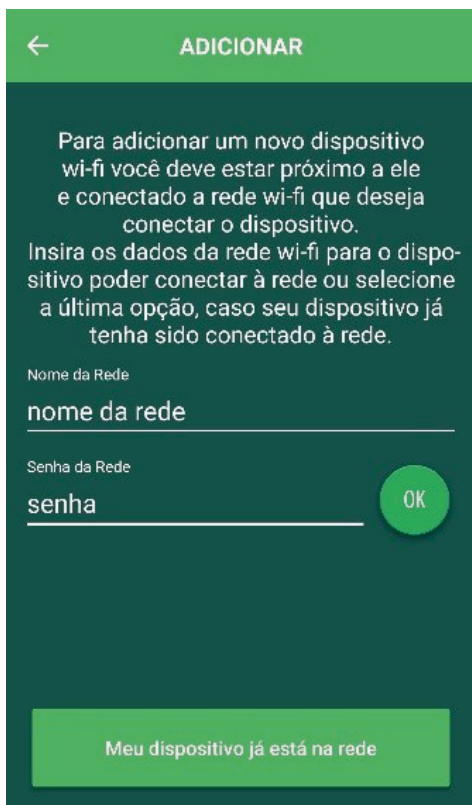 ADICIONAR
Para adicionar um novo dispositivo
wi-fi você deve estar próximo a ele
e conectado a rede wi-fi que deseja
conectar o dispositivo.
Insira os dados da rede wi-fi para o dispo-
sitivo poder conectar à rede ou selecione
a última opção, caso seu dispositivo já
tenha sido conectado à rede.
Nome da Rede
nome da rede
Senha da Rede
senha
OK
Meu dispositivo já está na rede